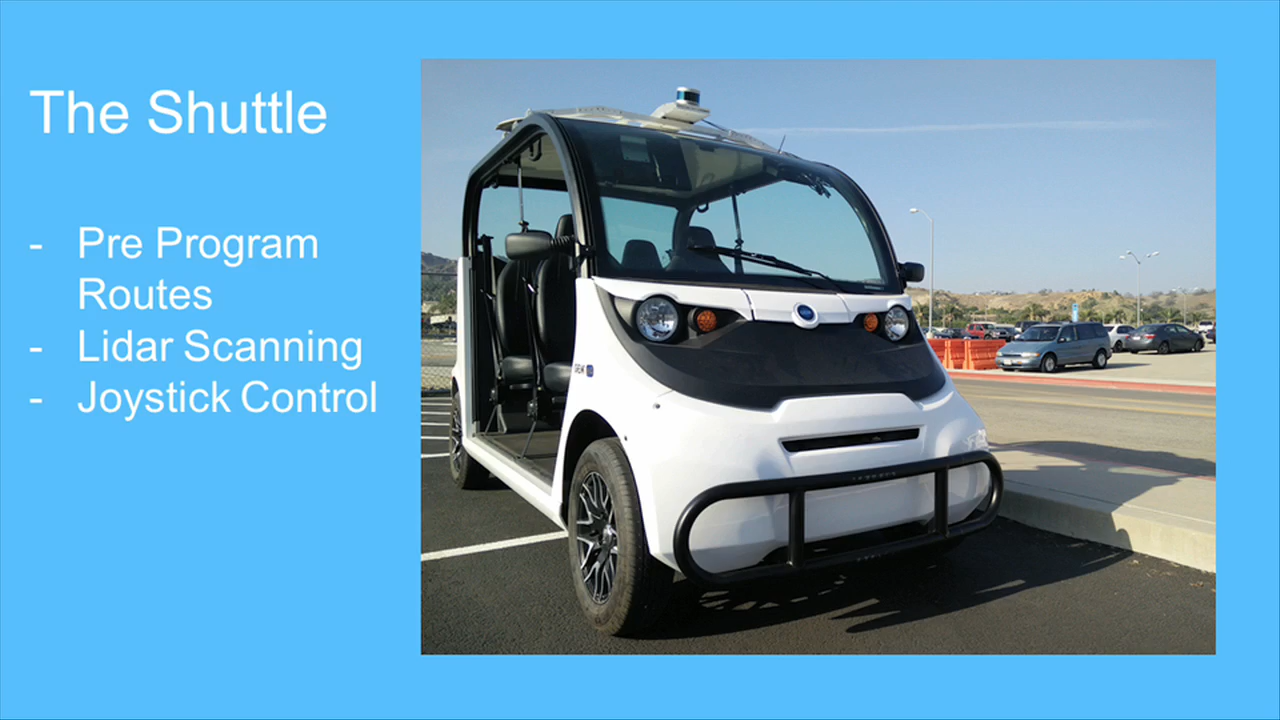 The Shuttle
- Pre Program
Routes
- Lidar Scanning
- Joystick Control